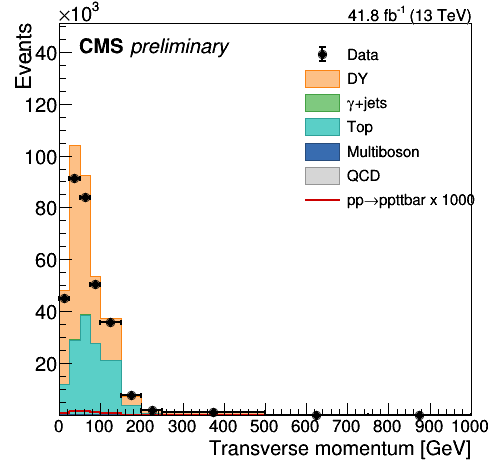 ×10³
41.8 fb⁻¹ (13 TeV)
Events
CMS preliminary
Data
DY
γ+jets
Top
Multiboson
QCD
pp→ppttbar x 1000
140
120
100
80
60
40
20
0 100 200 300 400 500 600 700 800 900 1000
Transverse momentum [GeV]